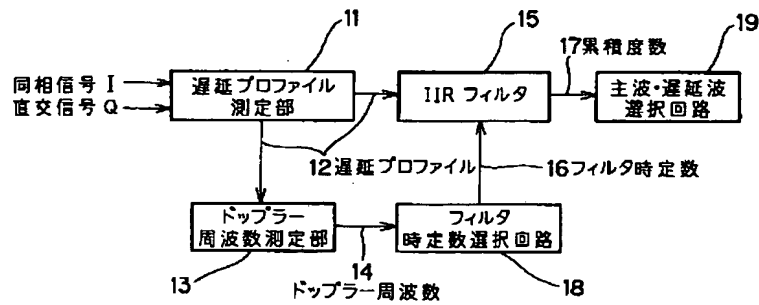 11
15
19
17累積度数
同相信号 I
直交信号 Q
遅延プロファイル
測定部
IIR フィルタ
主波・遅延波
選択回路
12遅延プロファイル
16フィルタ時定数
ドップラー
周波数測定部
フィルタ
時定数選択回路
13
14
ドップラー周波数
18